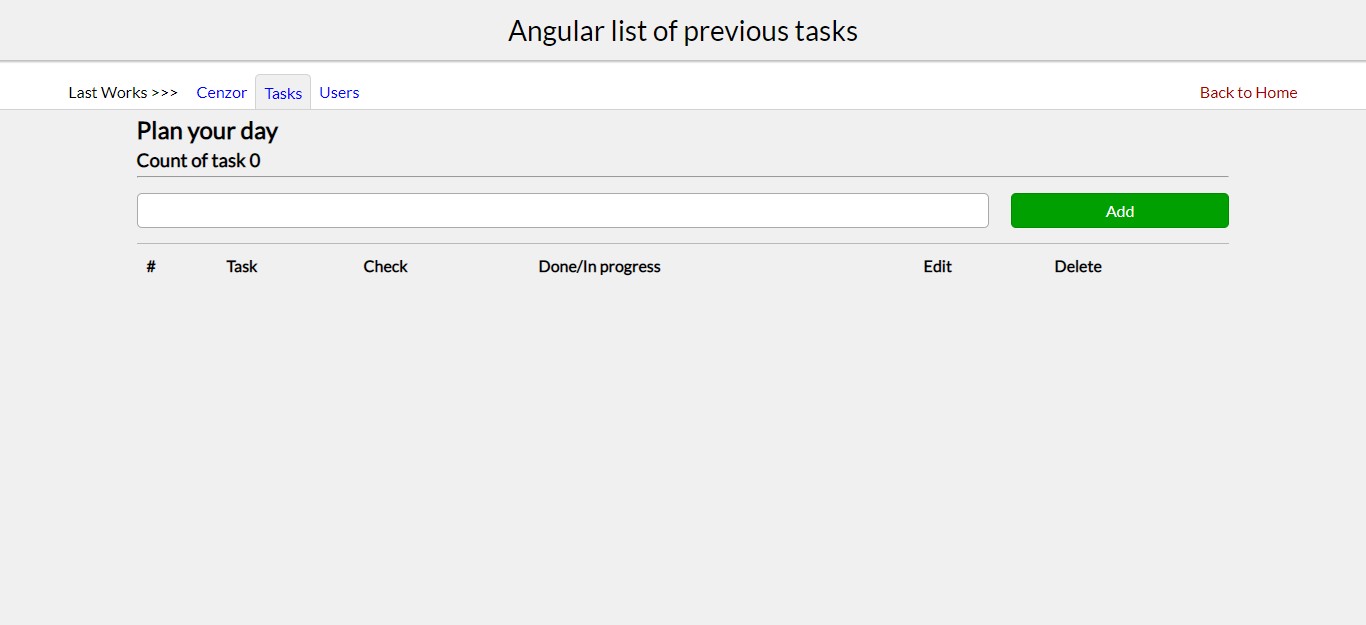 Angular list of previous tasks
Last Works >>> Cenzor Tasks Users Back to Home
Plan your day
Count of task 0
Add
# Task Check Done/In progress Edit Delete